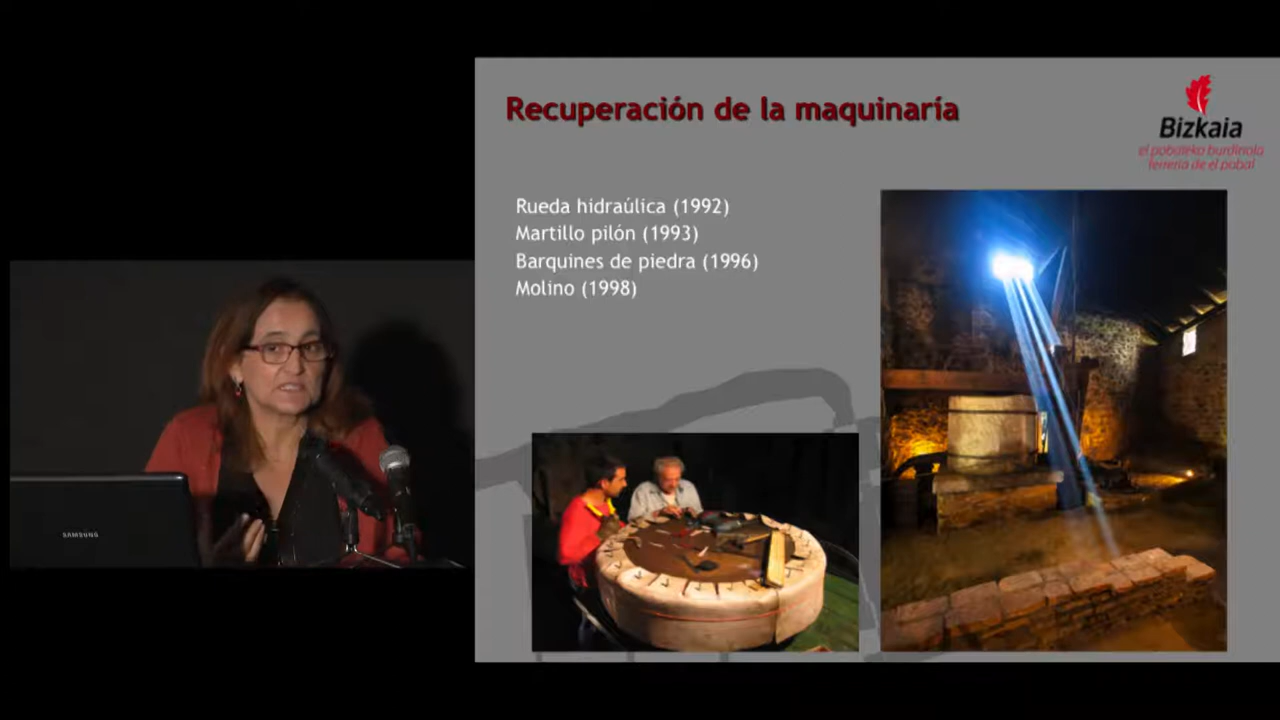 Recuperación de la maquinaría
Bizkaia
el poboleko burdinola
ferrería de el pobal
Rueda hidraúlica (1992)
Martillo pilón (1993)
Barquines de piedra (1996)
Molino (1998)
SAMSUNG